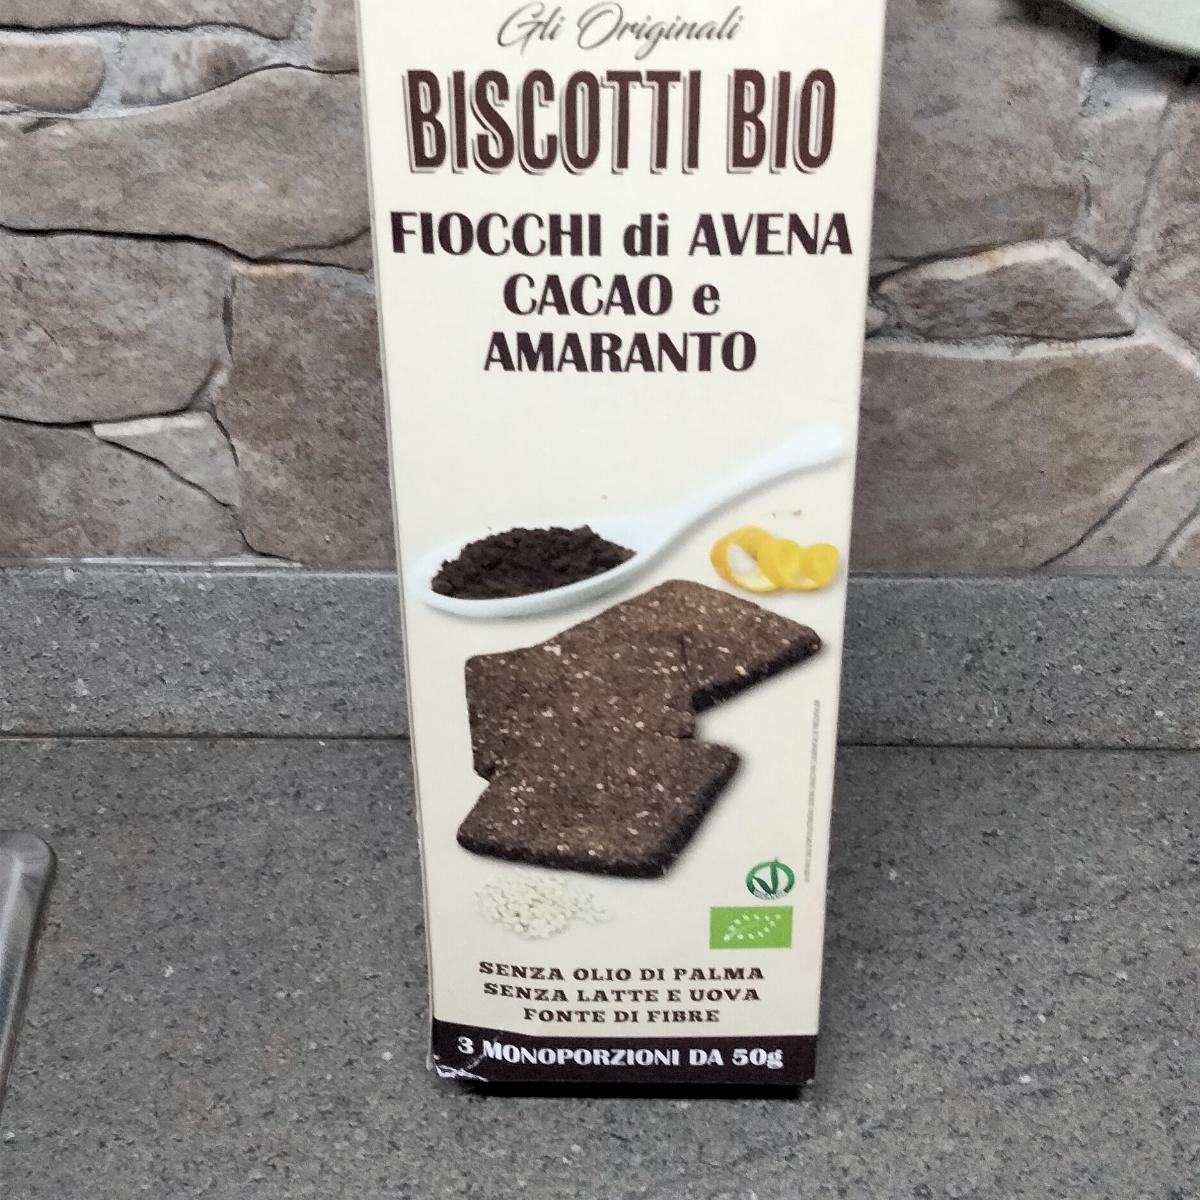 Gli Originali
BISCOTTI BIO
FIOCCHI di AVENA
CACAO e
AMARANTO
SENZA OLIO DI PALMA
SENZA LATTE E UOVA
FONTE DI FIBRE
3 MONOPORZIONI DA 50g